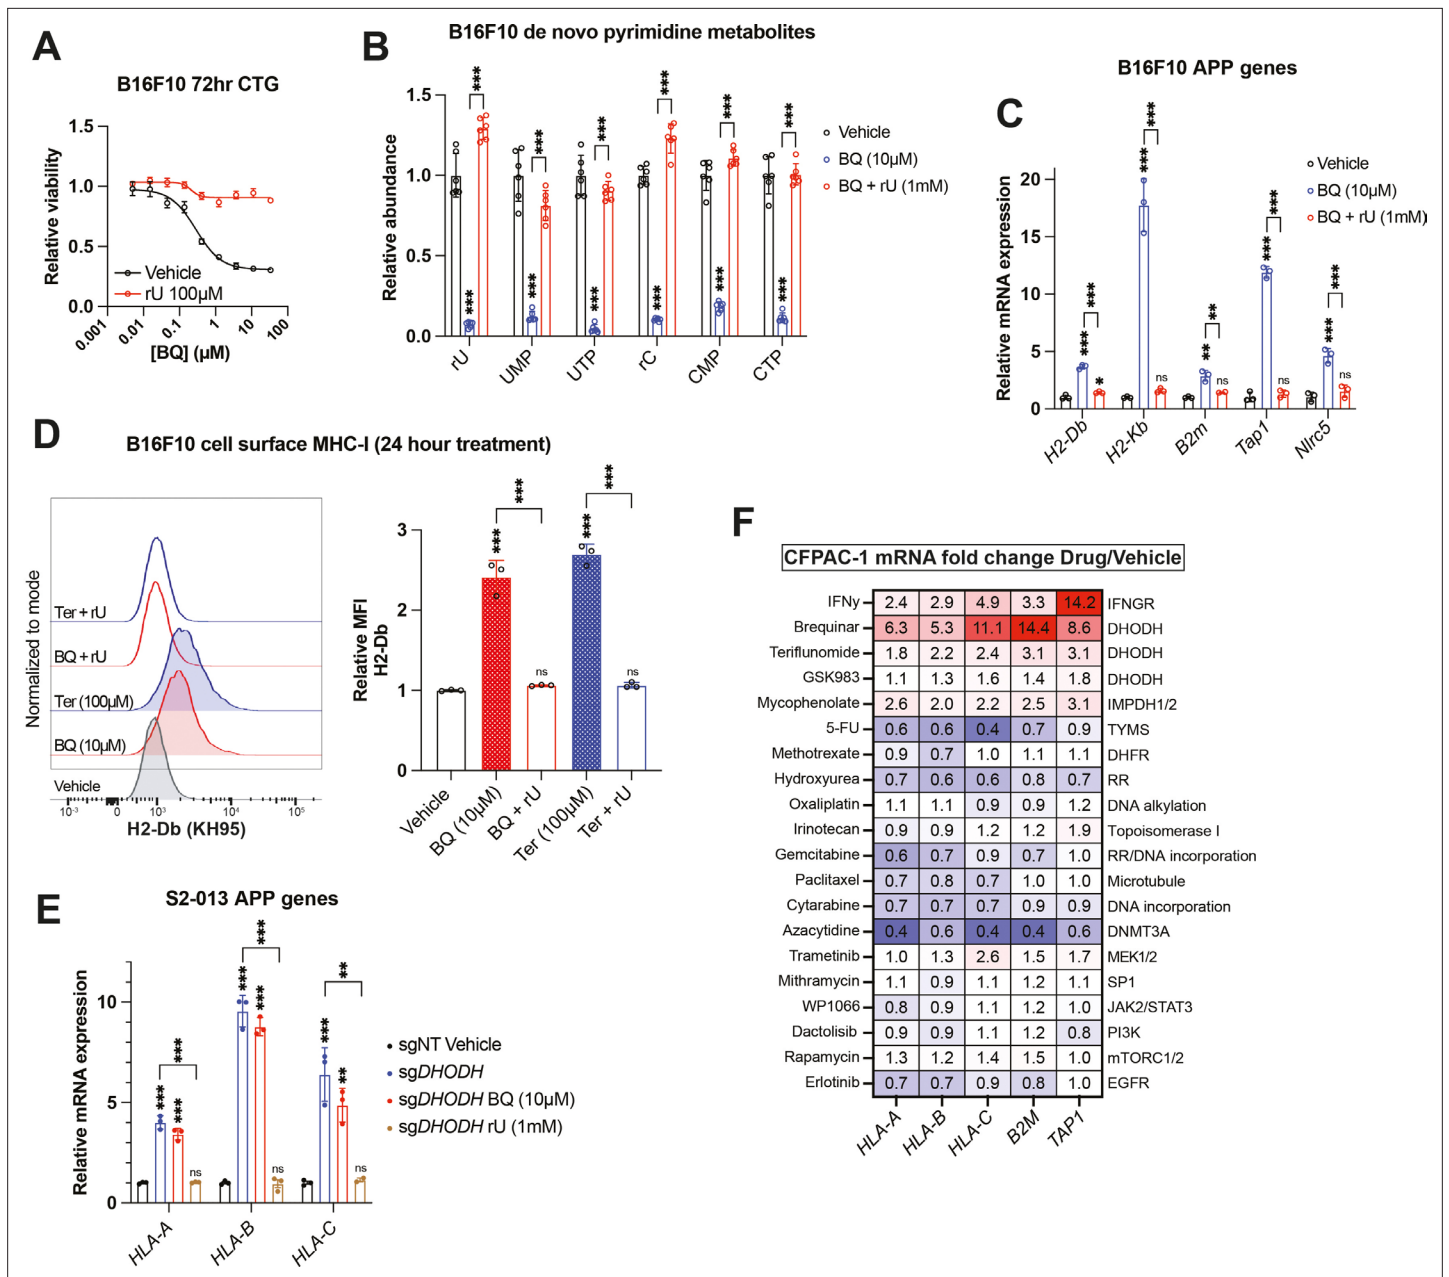 A
B16F10 72hr CTG
Relative viability
1.5
1.0
0.5
0.0
Vehicle
rU 100µM
0.001
0.01
0.1
1
10
100
[BQ] (µM)
B
B16F10 de novo pyrimidine metabolites
Relative abundance
1.5
1.0
0.5
0.0
***
***
***
***
***
***
***
***
***
***
***
***
rU
UMP
UTP
rC
CMP
CTP
Vehicle
BQ (10µM)
BQ + rU (1mM)
C
B16F10 APP genes
Relative mRNA expression
20
15
10
5
0
***
***
*
***
***
ns
**
**
ns
***
***
ns
***
***
ns
H2-Db
H2-Kb
B2m
Tap1
Nlrc5
Vehicle
BQ (10µM)
BQ + rU (1mM)
D
B16F10 cell surface MHC-I (24 hour treatment)
Normalized to mode
Ter + rU
BQ + rU
Ter (100µM)
BQ (10µM)
Vehicle
10-3
0
10³
10⁴
10⁵
H2-Db (KH95)
Relative MFI
H2-Db
3
2
1
0
***
***
ns
***
***
ns
Vehicle
BQ (10µM)
BQ + rU
Ter (100µM)
Ter + rU
E
S2-013 APP genes
Relative mRNA expression
10
5
0
***
***
***
ns
***
***
***
ns
***
**
**
ns
HLA-A
HLA-B
HLA-C
sgNT Vehicle
sgDHODH
sgDHODH BQ (10µM)
sgDHODH rU (1mM)
F
CFPAC-1 mRNA fold change Drug/Vehicle
IFNy 2.4 2.9 4.9 3.3 14.2 IFNGR
Brequinar 6.3 5.3 11.1 14.4 8.6 DHODH
Teriflunomide 1.8 2.2 2.4 3.1 3.1 DHODH
GSK983 1.1 1.3 1.6 1.4 1.8 DHODH
Mycophenolate 2.6 2.0 2.2 2.5 3.1 IMPDH1/2
5-FU 0.6 0.6 0.4 0.7 0.9 TYMS
Methotrexate 0.9 0.7 1.0 1.1 1.1 DHFR
Hydroxyurea 0.7 0.6 0.6 0.8 0.7 RR
Oxaliplatin 1.1 1.1 0.9 0.9 1.2 DNA alkylation
Irinotecan 0.9 0.9 1.2 1.2 1.9 Topoisomerase I
Gemcitabine 0.6 0.7 0.9 0.7 1.0 RR/DNA incorporation
Paclitaxel 0.7 0.8 0.7 1.0 1.0 Microtubule
Cytarabine 0.7 0.7 0.7 0.9 0.9 DNA incorporation
Azacytidine 0.4 0.6 0.4 0.4 0.6 DNMT3A
Trametinib 1.0 1.3 2.6 1.5 1.7 MEK1/2
Mithramycin 1.1 0.9 1.1 1.2 1.1 SP1
WP1066 0.8 0.9 1.1 1.2 1.0 JAK2/STAT3
Dactolisib 0.9 0.9 1.1 1.2 0.8 PI3K
Rapamycin 1.3 1.2 1.4 1.5 1.0 mTORC1/2
Erlotinib 0.7 0.7 0.9 0.8 1.0 EGFR
HLA-A
HLA-B
HLA-C
B2M
TAP1